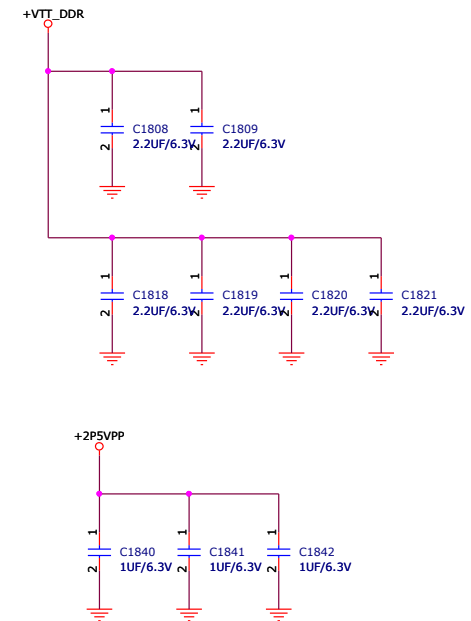 +VTT_DDR
1 1
C1808 C1809
2.2UF/6.3V 2.2UF/6.3V
2 2
1 1 1 1
C1818 C1819 C1820 C1821
2.2UF/6.3V 2.2UF/6.3V 2.2UF/6.3V 2.2UF/6.3V
2 2 2 2
+2P5VPP
1 1 1
C1840 C1841 C1842
1UF/6.3V 1UF/6.3V 1UF/6.3V
2 2 2